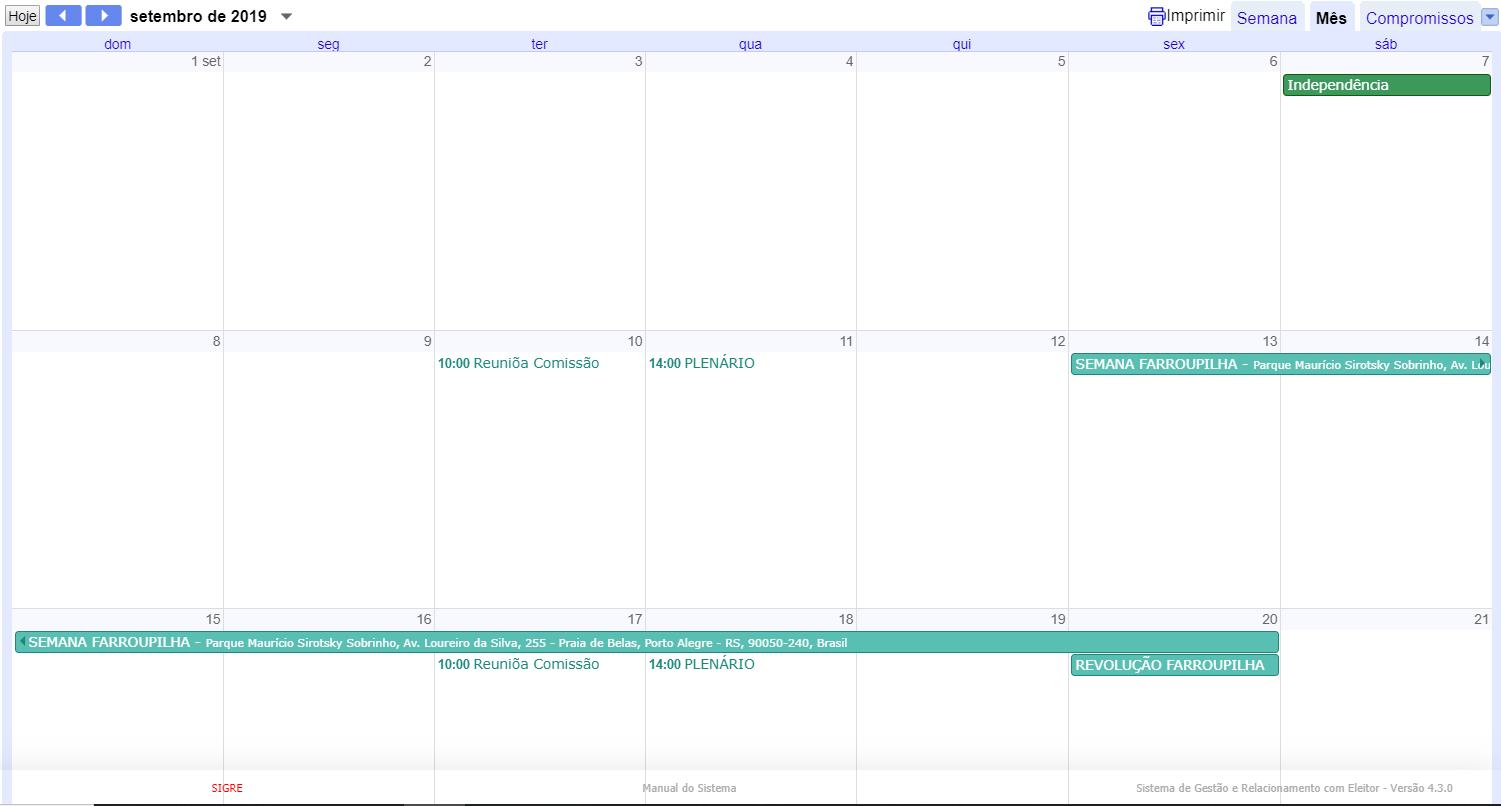 Hoje setembro de 2019 Imprimir Semana Mês Compromissos
dom seg ter qua qui sex sáb
1 set 2 3 4 5 6 7
Independência
8 9 10 11 12 13 14
10:00 Reuniõa Comissão 14:00 PLENÁRIO SEMANA FARROUPILHA - Parque Maurício Sirotsky Sobrinho, Av. Lou
15 16 17 18 19 20 21
SEMANA FARROUPILHA - Parque Maurício Sirotsky Sobrinho, Av. Loureiro da Silva, 255 - Praia de Belas, Porto Alegre - RS, 90050-240, Brasil
10:00 Reuniõa Comissão 14:00 PLENÁRIO REVOLUÇÃO FARROUPILHA
SIGRE Manual do Sistema Sistema de Gestão e Relacionamento com Eleitor - Versão 4.3.0